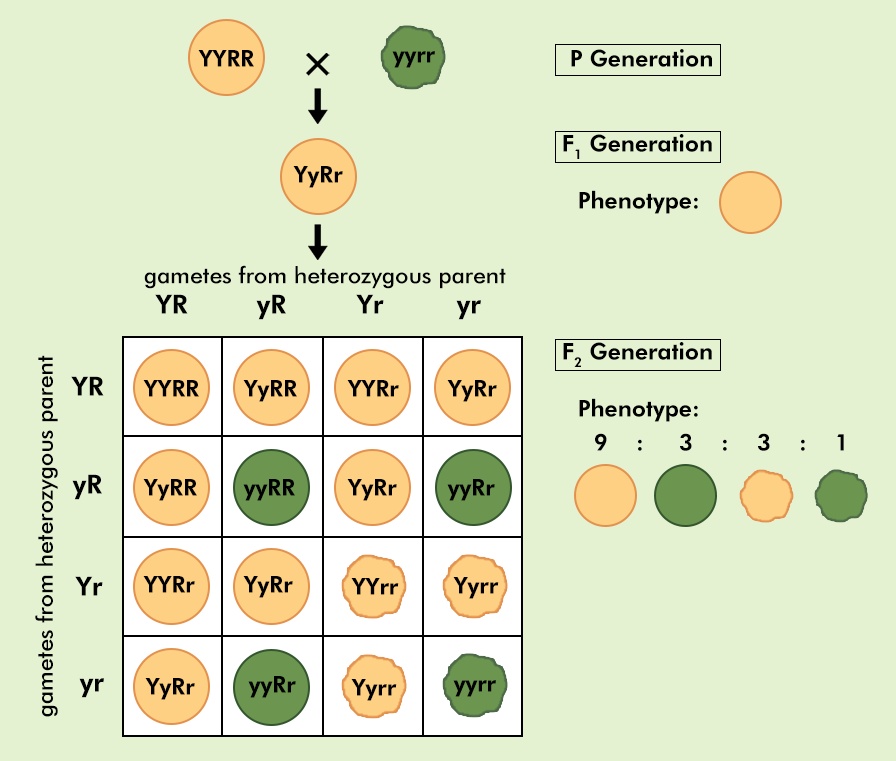 YYRR × yyrr
P Generation
YyRr
F₁ Generation
Phenotype:
gametes from heterozygous parent
YR yR Yr yr
gametes from heterozygous parent
YR YYRR YyRR YYRr YyRr
yR YyRR yyRR YyRr yyRr
Yr YYRr YyRr YYrr Yyrr
yr YyRr yyRr Yyrr yyrr
F₂ Generation
Phenotype:
9 : 3 : 3 : 1